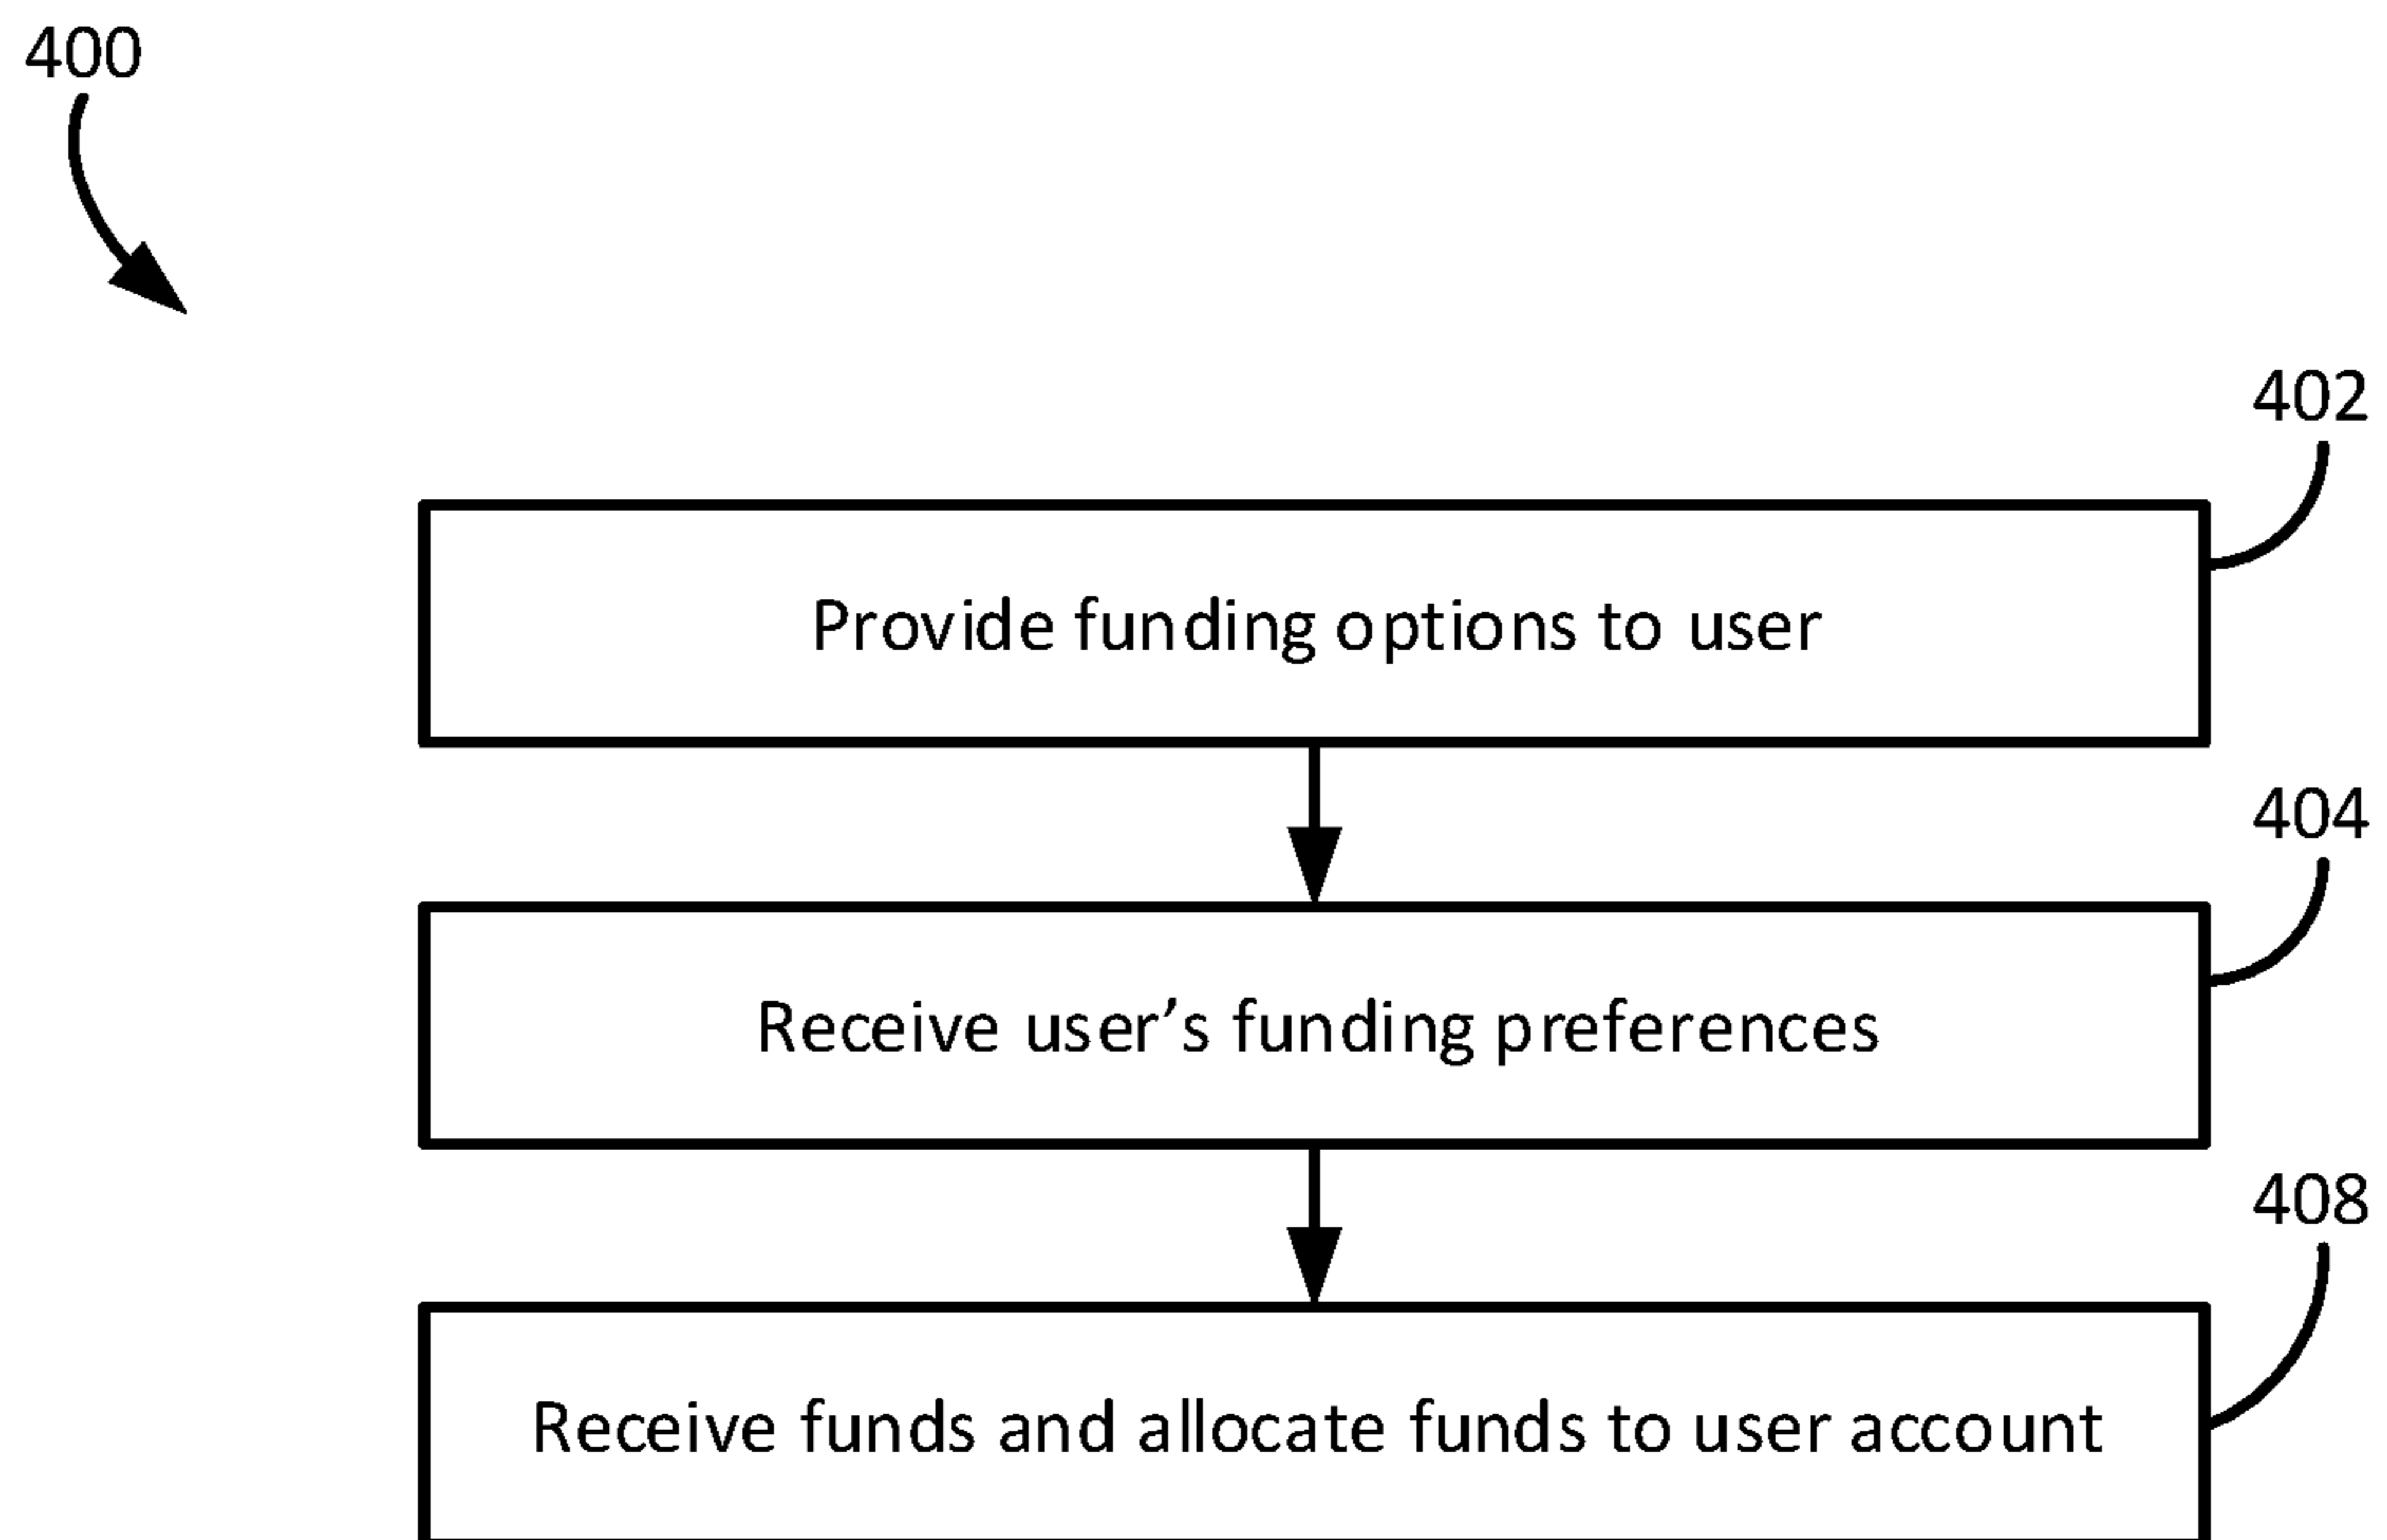 400
402
Provide funding options to user
404
Receive user’s funding preferences
408
Receive funds and allocate funds to user account